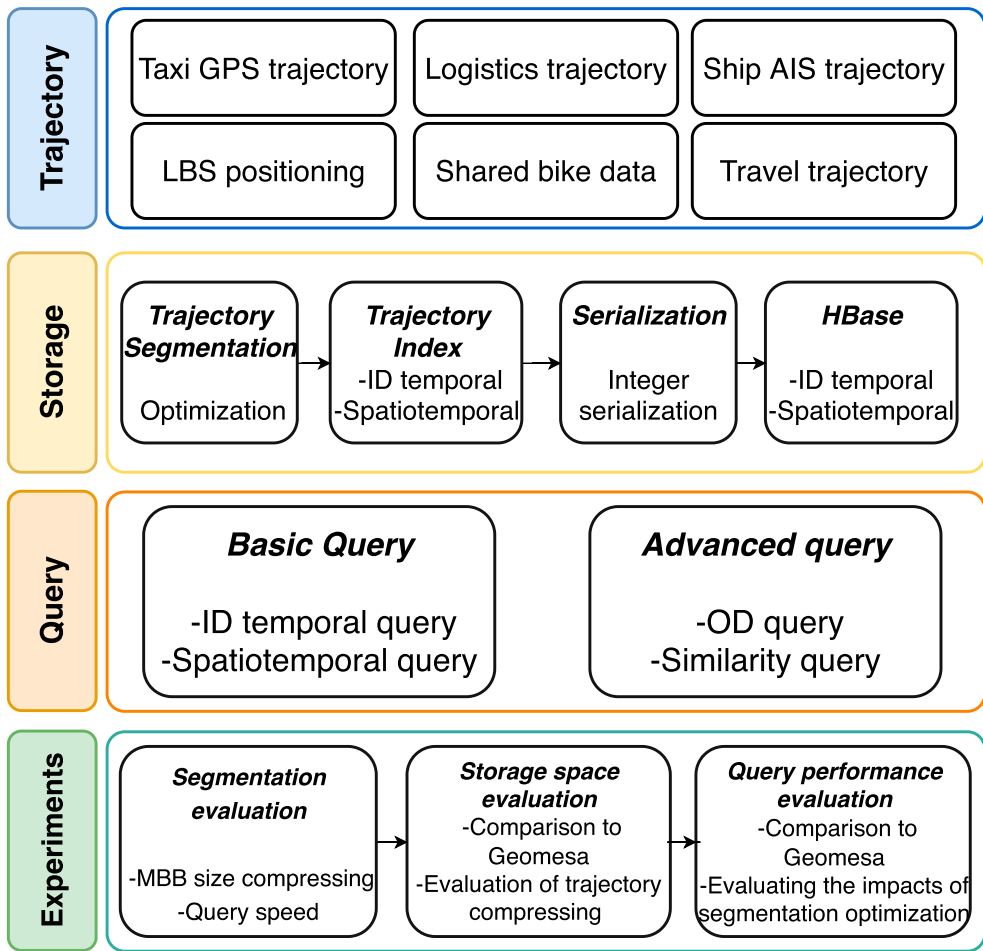 Trajectory
Taxi GPS trajectory
Logistics trajectory
Ship AIS trajectory
LBS positioning
Shared bike data
Travel trajectory
Storage
Trajectory
Segmentation
Optimization
Trajectory
Index
-ID temporal
-Spatiotemporal
Serialization
Integer
serialization
HBase
-ID temporal
-Spatiotemporal
Query
Basic Query
-ID temporal query
-Spatiotemporal query
Advanced query
-OD query
-Similarity query
Experiments
Segmentation
evaluation
-MBB size compressing
-Query speed
Storage space
evaluation
-Comparison to
Geomesa
-Evaluation of trajectory
compressing
Query performance
evaluation
-Comparison to
Geomesa
-Evaluating the impacts of
segmentation optimization